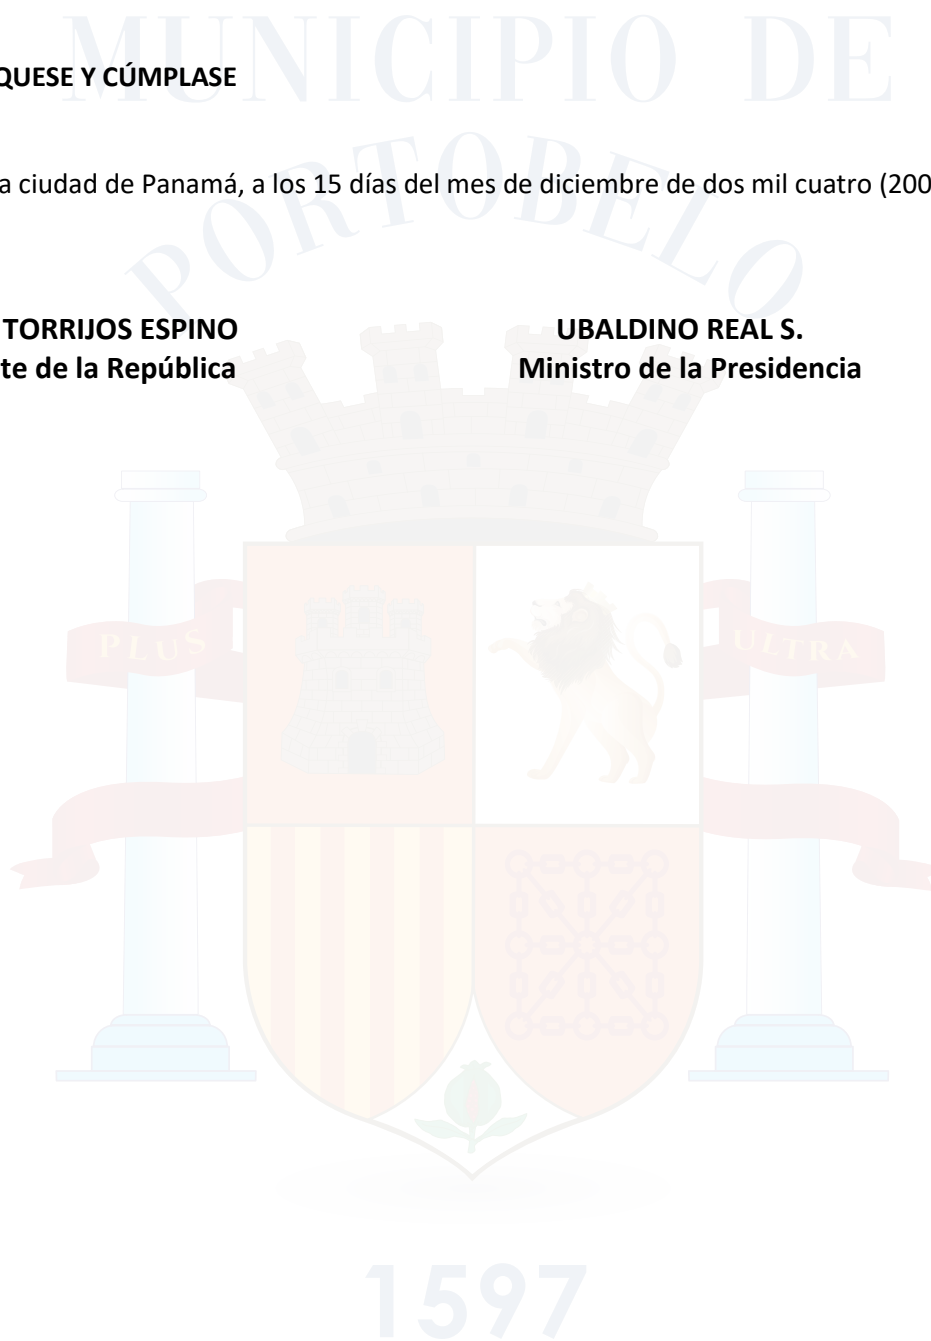 MUNICIPIO DE
QUESE Y CÚMPLASE
PORTOBELO
a ciudad de Panamá, a los 15 días del mes de diciembre de dos mil cuatro (200
TORRIJOS ESPINO UBALDINO REAL S.
te de la República Ministro de la Presidencia
PLUS ULTRA
1597